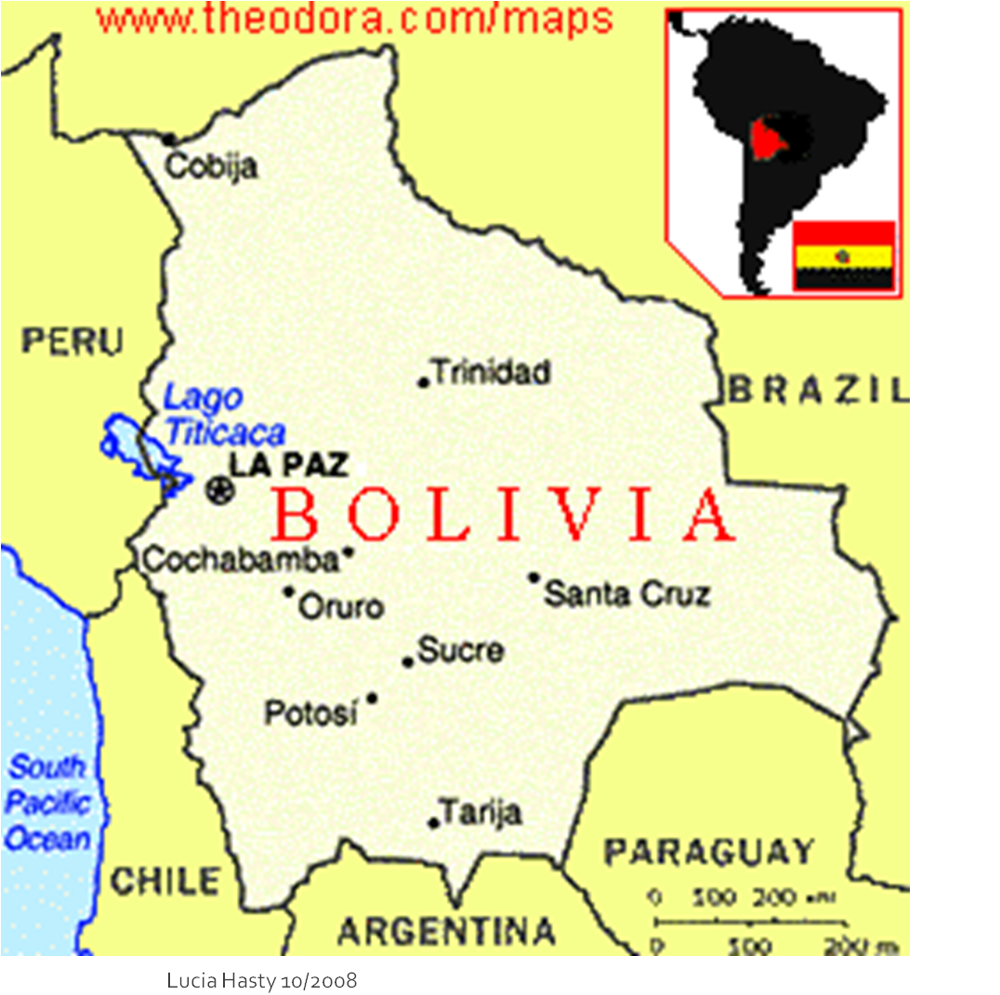 www.theodora.com/maps
Cobija
PERU
Trinidad
BRAZIL
Lago
Titicaca
LA PAZ
BOLIVIA
Cochabamba
Santa Cruz
Oruro
Sucre
Potosí
South
Pacific
Ocean
Tarija
PARAGUAY
CHILE
0 100 200
ARGENTINA
0 100 200 m
Lucia Hasty 10/2008